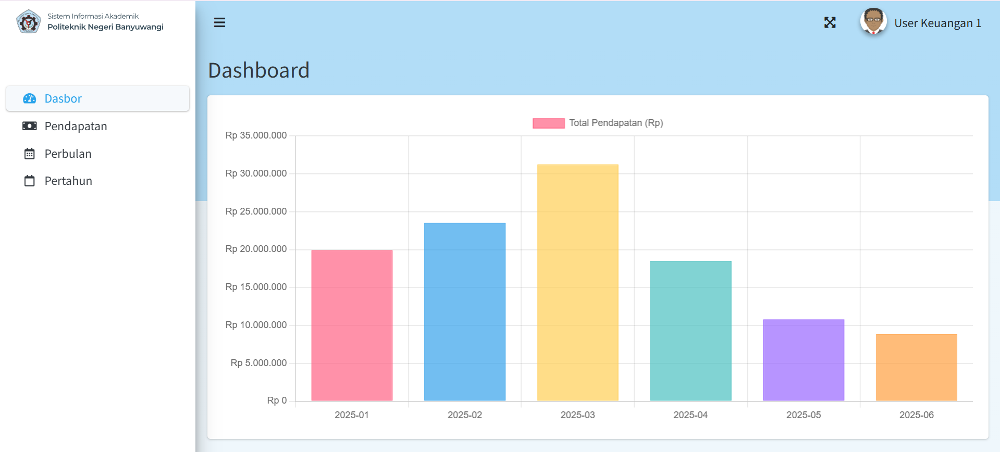 Sistem Informasi Akademik
Politeknik Negeri Banyuwangi
User Keuangan 1
Dasbor
Pendapatan
Perbulan
Pertahun
Dashboard
Total Pendapatan (Rp)
Rp 35.000.000
Rp 30.000.000
Rp 25.000.000
Rp 20.000.000
Rp 15.000.000
Rp 10.000.000
Rp 5.000.000
Rp 0
2025-01 2025-02 2025-03 2025-04 2025-05 2025-06